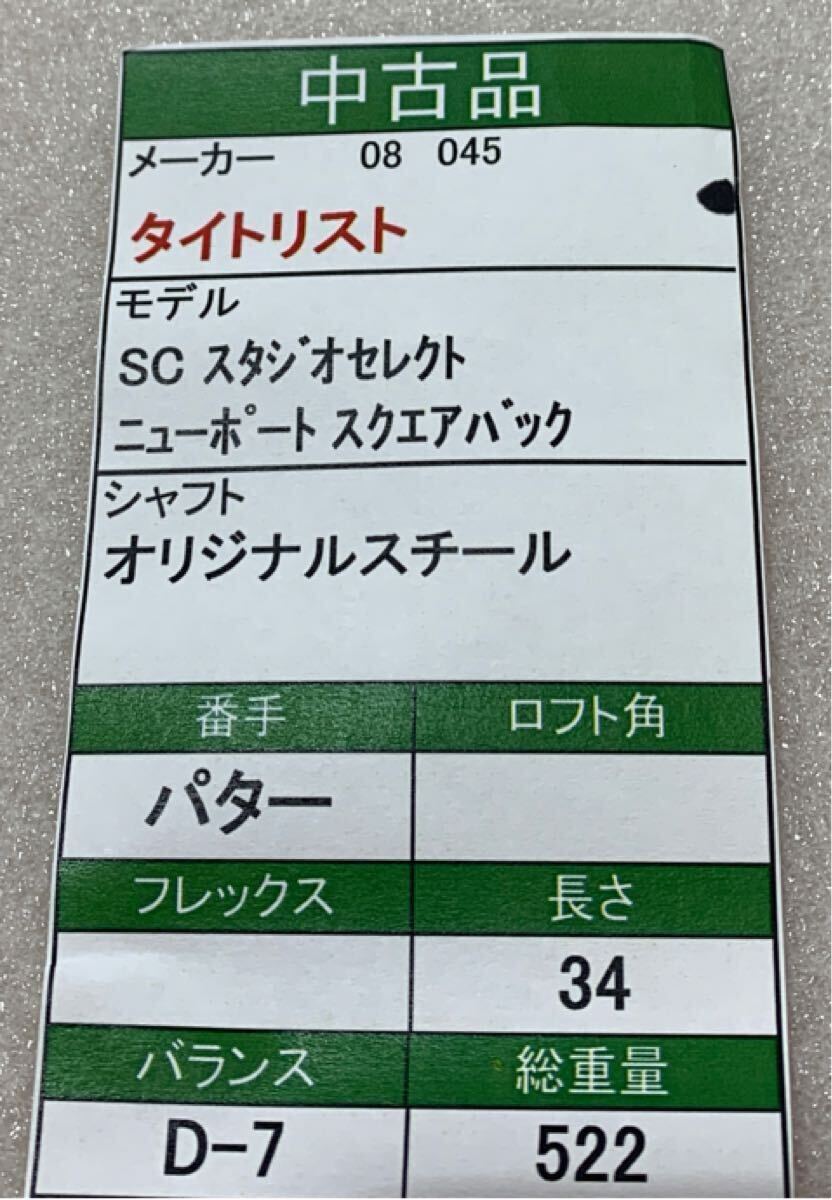 中古品
メーカー 08 045
タイトリスト
モデル
SC スタジオセレクト
ニューポート スクエアバック
シャフト
オリジナルスチール
番手 ロフト角
パター
フレックス 長さ
34
バランス 総重量
D-7 522